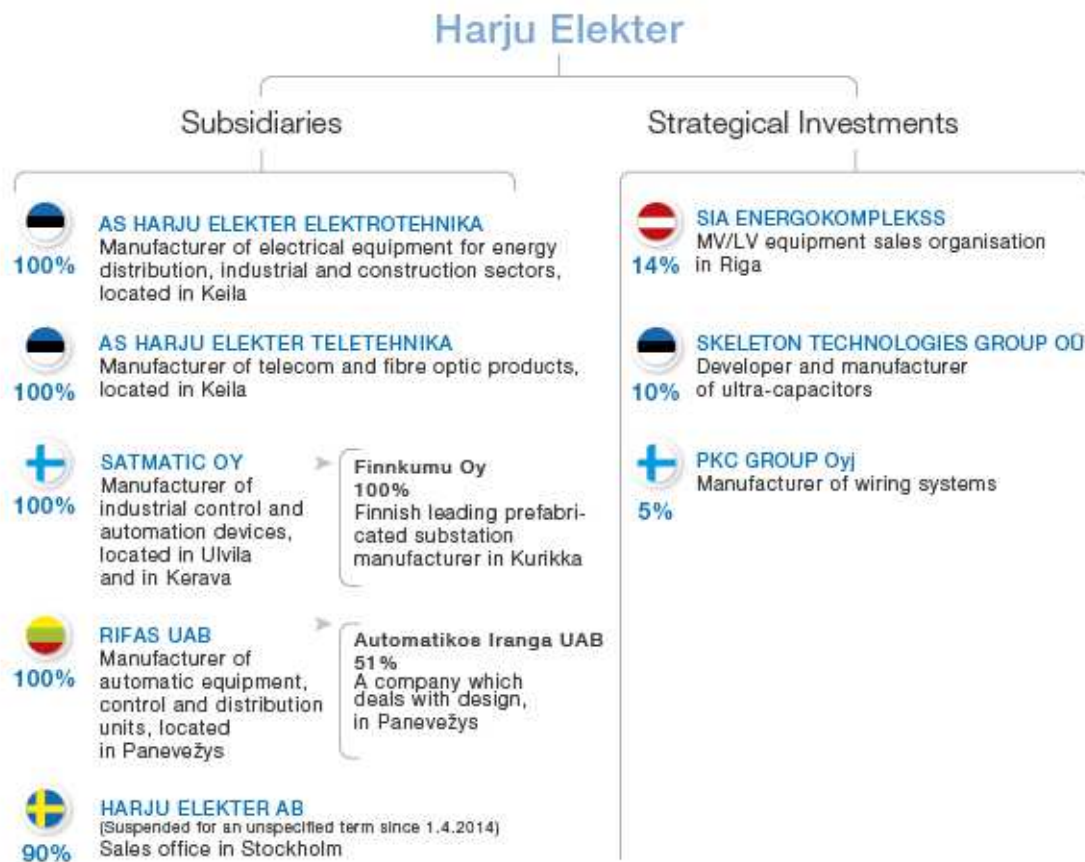 Harju Elekter
Subsidiaries
AS HARJU ELEKTER ELEKTROTEHNIKA
100%
Manufacturer of electrical equipment for energy
distribution, industrial and construction sectors,
located in Keila
AS HARJU ELEKTER TELETEHNIKA
100%
Manufacturer of telecom and fibre optic products,
located in Keila
SATMATIC OY
100%
Manufacturer of
industrial control and
automation devices,
located in Ulvila
and in Kerava
Finnkumu Oy
100%
Finnish leading prefabri-
cated substation
manufacturer in Kurikka
RIFAS UAB
100%
Manufacturer of
automatic equipment,
control and distribution
units, located
in Panevežys
Automatikos Iranga UAB
51%
A company which
deals with design,
in Panevežys
HARJU ELEKTER AB
(Suspended for an unspecified term since 1.4.2014)
90%
Sales office in Stockholm
Strategical Investments
SIA ENERGOKOMPLEKSS
14%
MV/LV equipment sales organisation
in Riga
SKELETON TECHNOLOGIES GROUP OÜ
10%
Developer and manufacturer
of ultra-capacitors
PKC GROUP Oyj
5%
Manufacturer of wiring systems